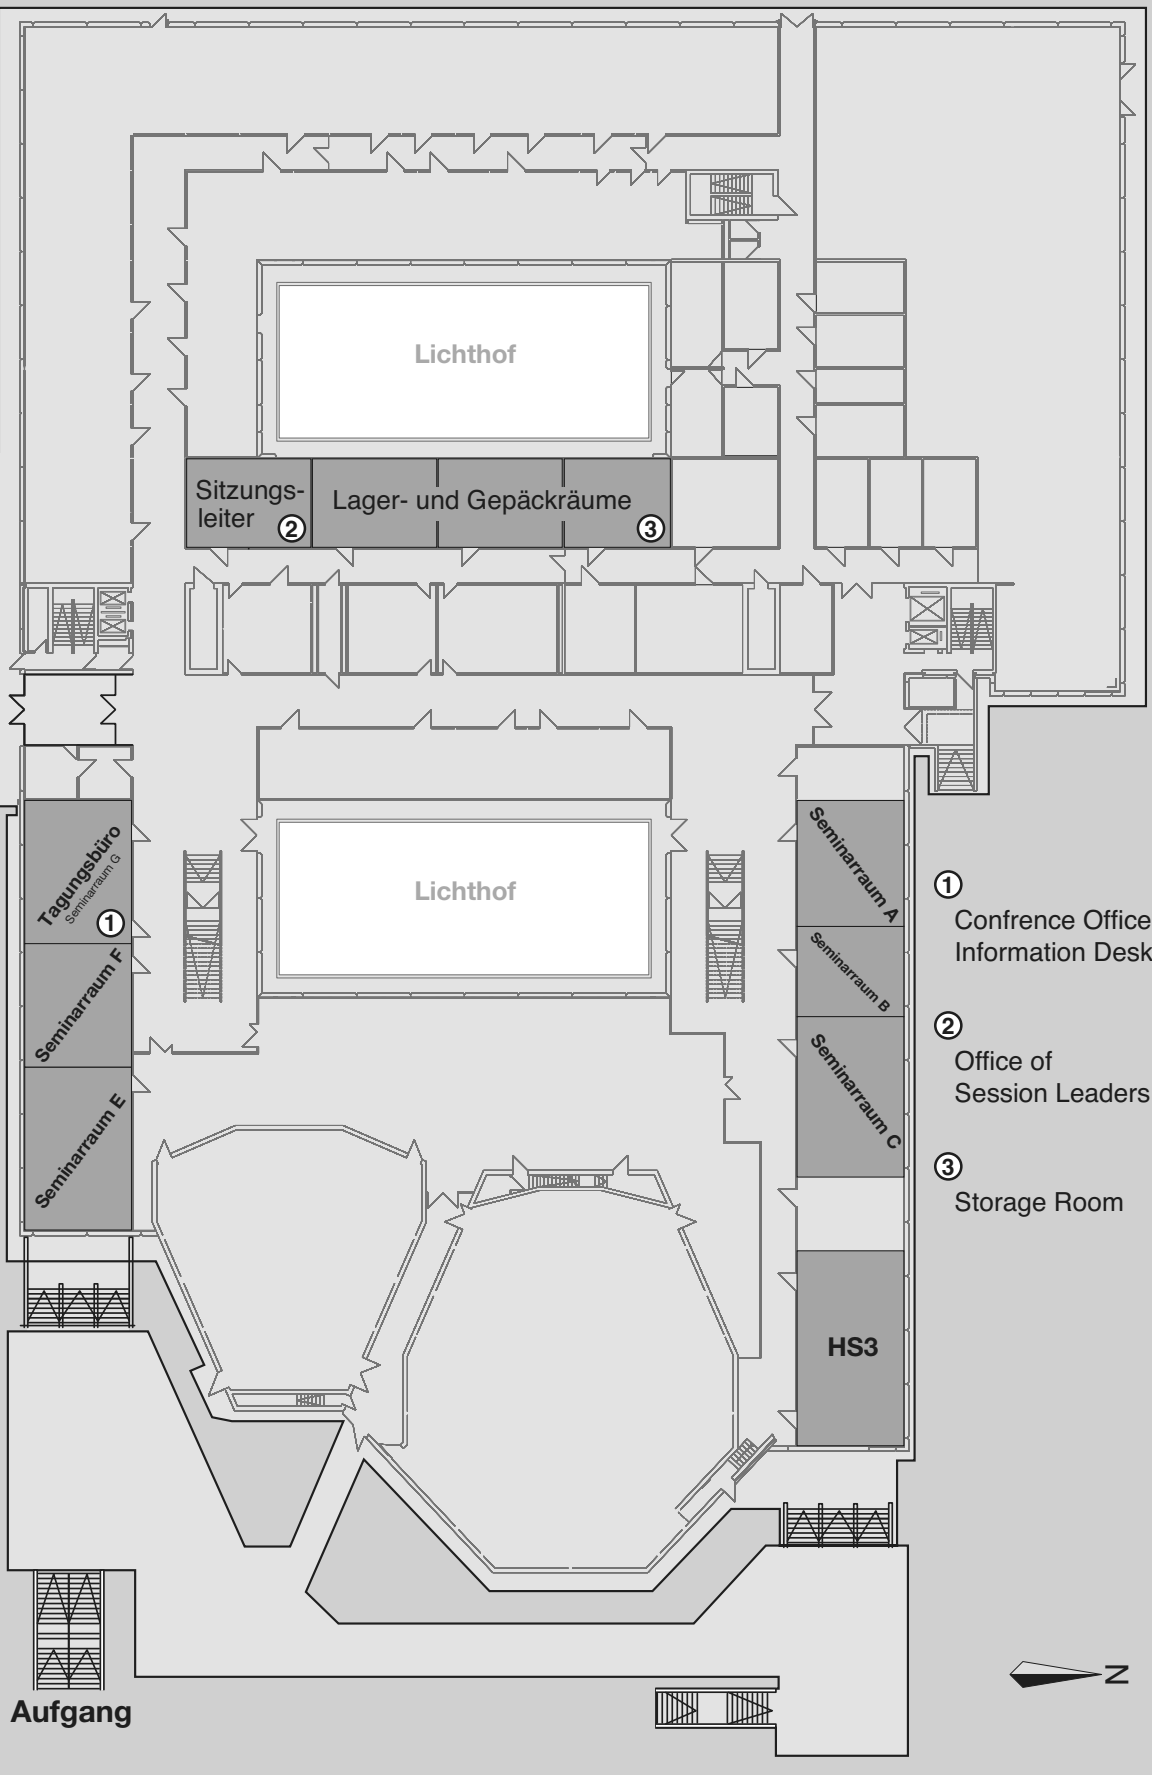 Lichthof
Sitzungs-
leiter
2
Lager- und Gepäckräume
3
Lichthof
Tagungsbüro
Seminarraum G
1
Seminarraum F
Seminarraum E
Seminarraum A
Seminarraum B
Seminarraum C
HS3
1
Confrence Office
Information Desk
2
Office of
Session Leaders
3
Storage Room
N
Aufgang